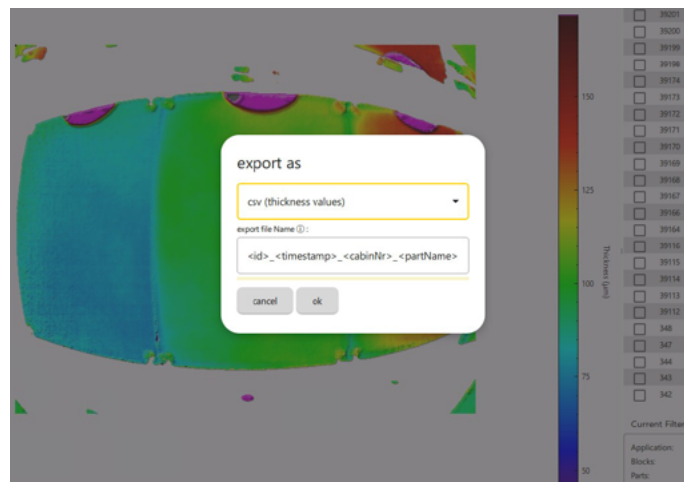 export as
csv (thickness values)
export file Name ⓘ :
<id>_<timestamp>_<cabinNr>_<partName>
cancel
ok
150
125
100
75
50
Thickness (µm)
39201
39200
39199
39198
39174
39173
39172
39171
39170
39169
39168
39167
39166
39164
39116
39115
39114
39113
39112
348
347
344
343
342
Current Filter
Application:
Blocks:
Parts: